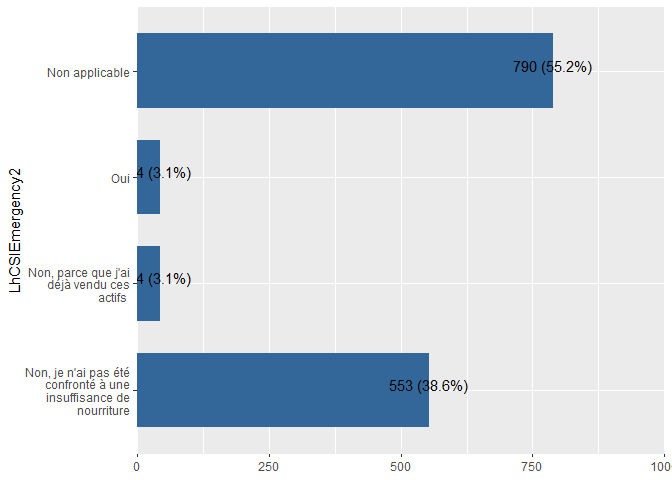 LhCSIEmergency2
Non applicable
790 (55.2%)
Oui
4 (3.1%)
Non, parce que j'ai
déjà vendu ces
actifs
4 (3.1%)
Non, je n'ai pas été
confronté à une
insuffisance de
nourriture
553 (38.6%)
0
250
500
750
100